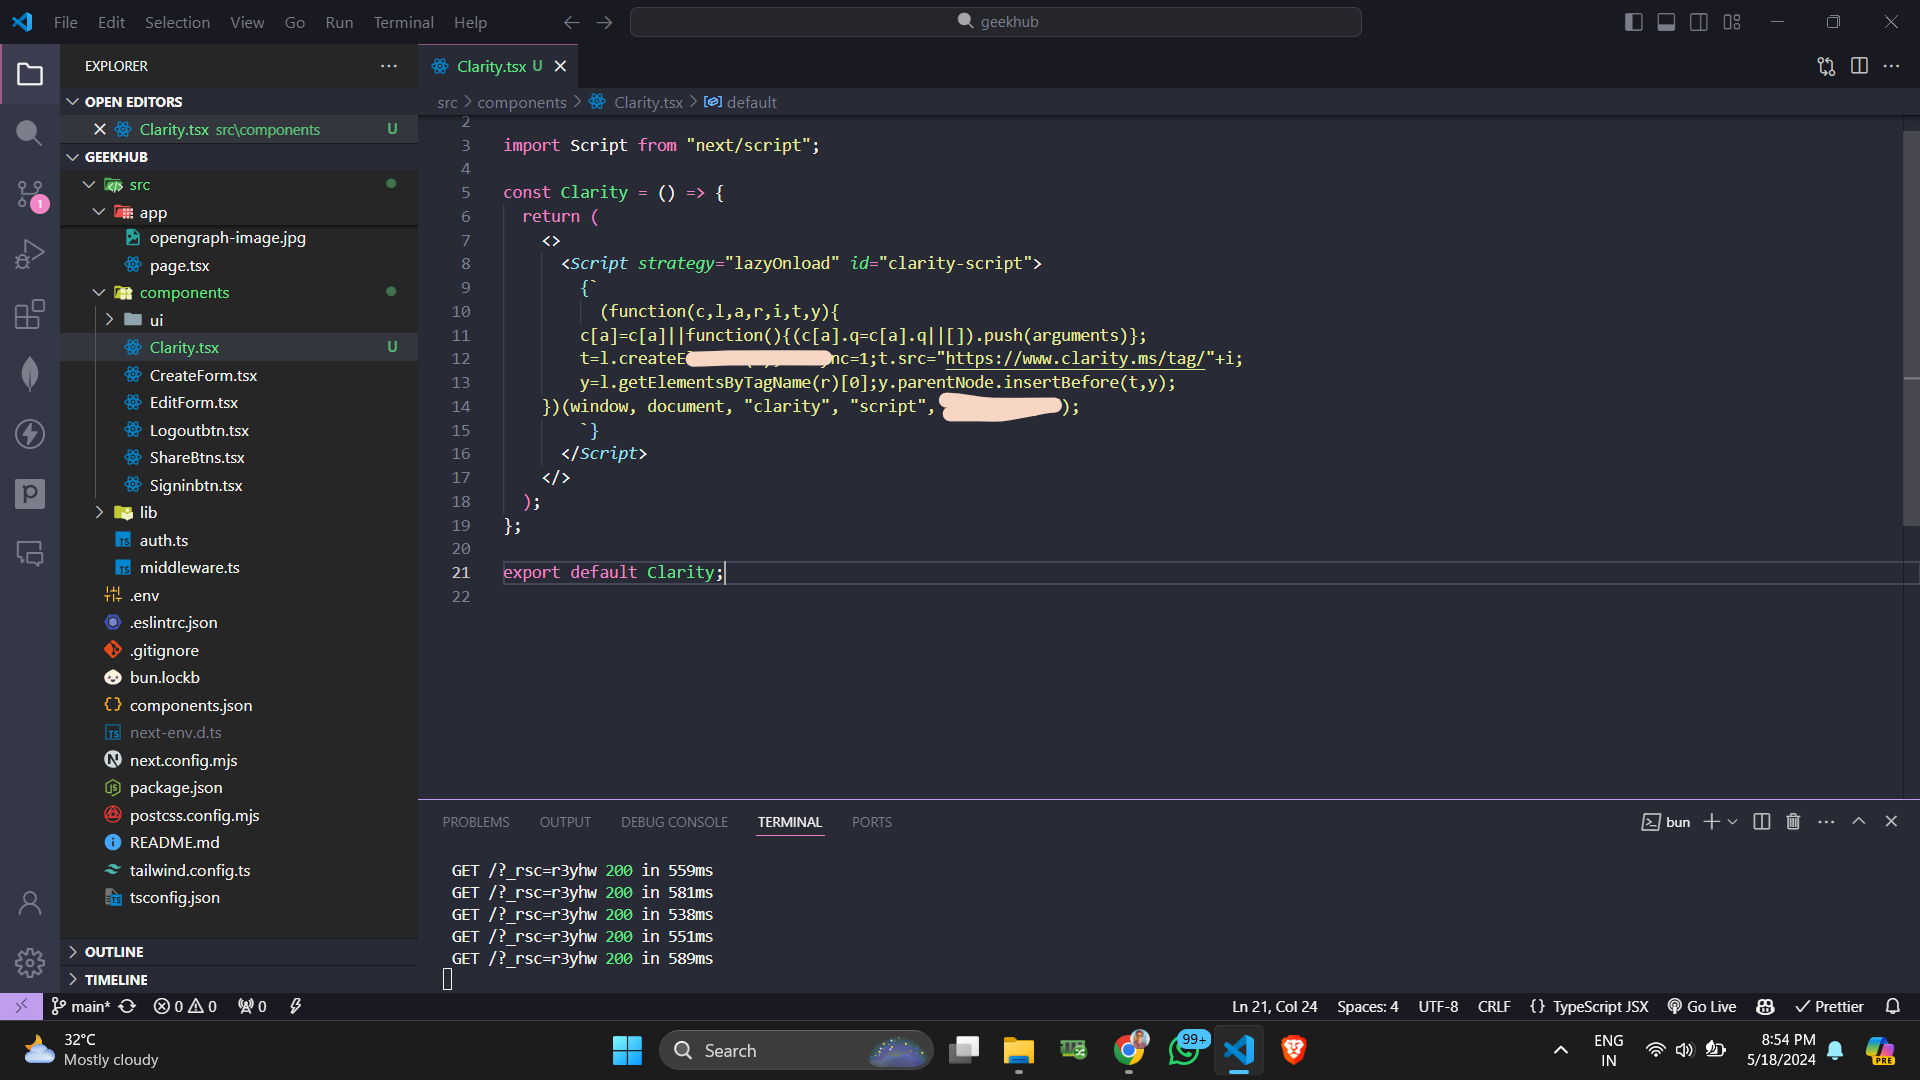 File Edit Selection View Go Run Terminal Help
geekhub
EXPLORER
OPEN EDITORS
Clarity.tsx src\components U
GEEKHUB
src
app
opengraph-image.jpg
page.tsx
components
ui
Clarity.tsx U
CreateForm.tsx
EditForm.tsx
Logoutbtn.tsx
ShareBtns.tsx
Signinbtn.tsx
lib
auth.ts
middleware.ts
.env
.eslintrc.json
.gitignore
bun.lockb
components.json
next-env.d.ts
next.config.mjs
package.json
postcss.config.mjs
README.md
tailwind.config.ts
tsconfig.json
OUTLINE
TIMELINE
1
Clarity.tsx U
src > components > Clarity.tsx > default
2
3 import Script from "next/script";
4
5 const Clarity = () => {
6 return (
7 <>
8 <Script strategy="lazyOnload" id="clarity-script">
9 {`
10 (function(c,l,a,r,i,t,y){
11 c[a]=c[a]||function(){(c[a].q=c[a].q||[]).push(arguments)};
12 t=l.createE nc=1;t.src="https://www.clarity.ms/tag/"+i;
13 y=l.getElementsByTagName(r)[0];y.parentNode.insertBefore(t,y);
14 })(window, document, "clarity", "script", );
15 `}
16 </Script>
17 </>
18 );
19 };
20
21 export default Clarity;
22
PROBLEMS OUTPUT DEBUG CONSOLE TERMINAL PORTS
bun
GET /?_rsc=r3yhw 200 in 559ms
GET /?_rsc=r3yhw 200 in 581ms
GET /?_rsc=r3yhw 200 in 538ms
GET /?_rsc=r3yhw 200 in 551ms
GET /?_rsc=r3yhw 200 in 589ms
main* 0 0 0
Ln 21, Col 24 Spaces: 4 UTF-8 CRLF {} TypeScript JSX Go Live Prettier
32°C
Mostly cloudy
Search
99+
ENG
IN
8:54 PM
5/18/2024
PRE